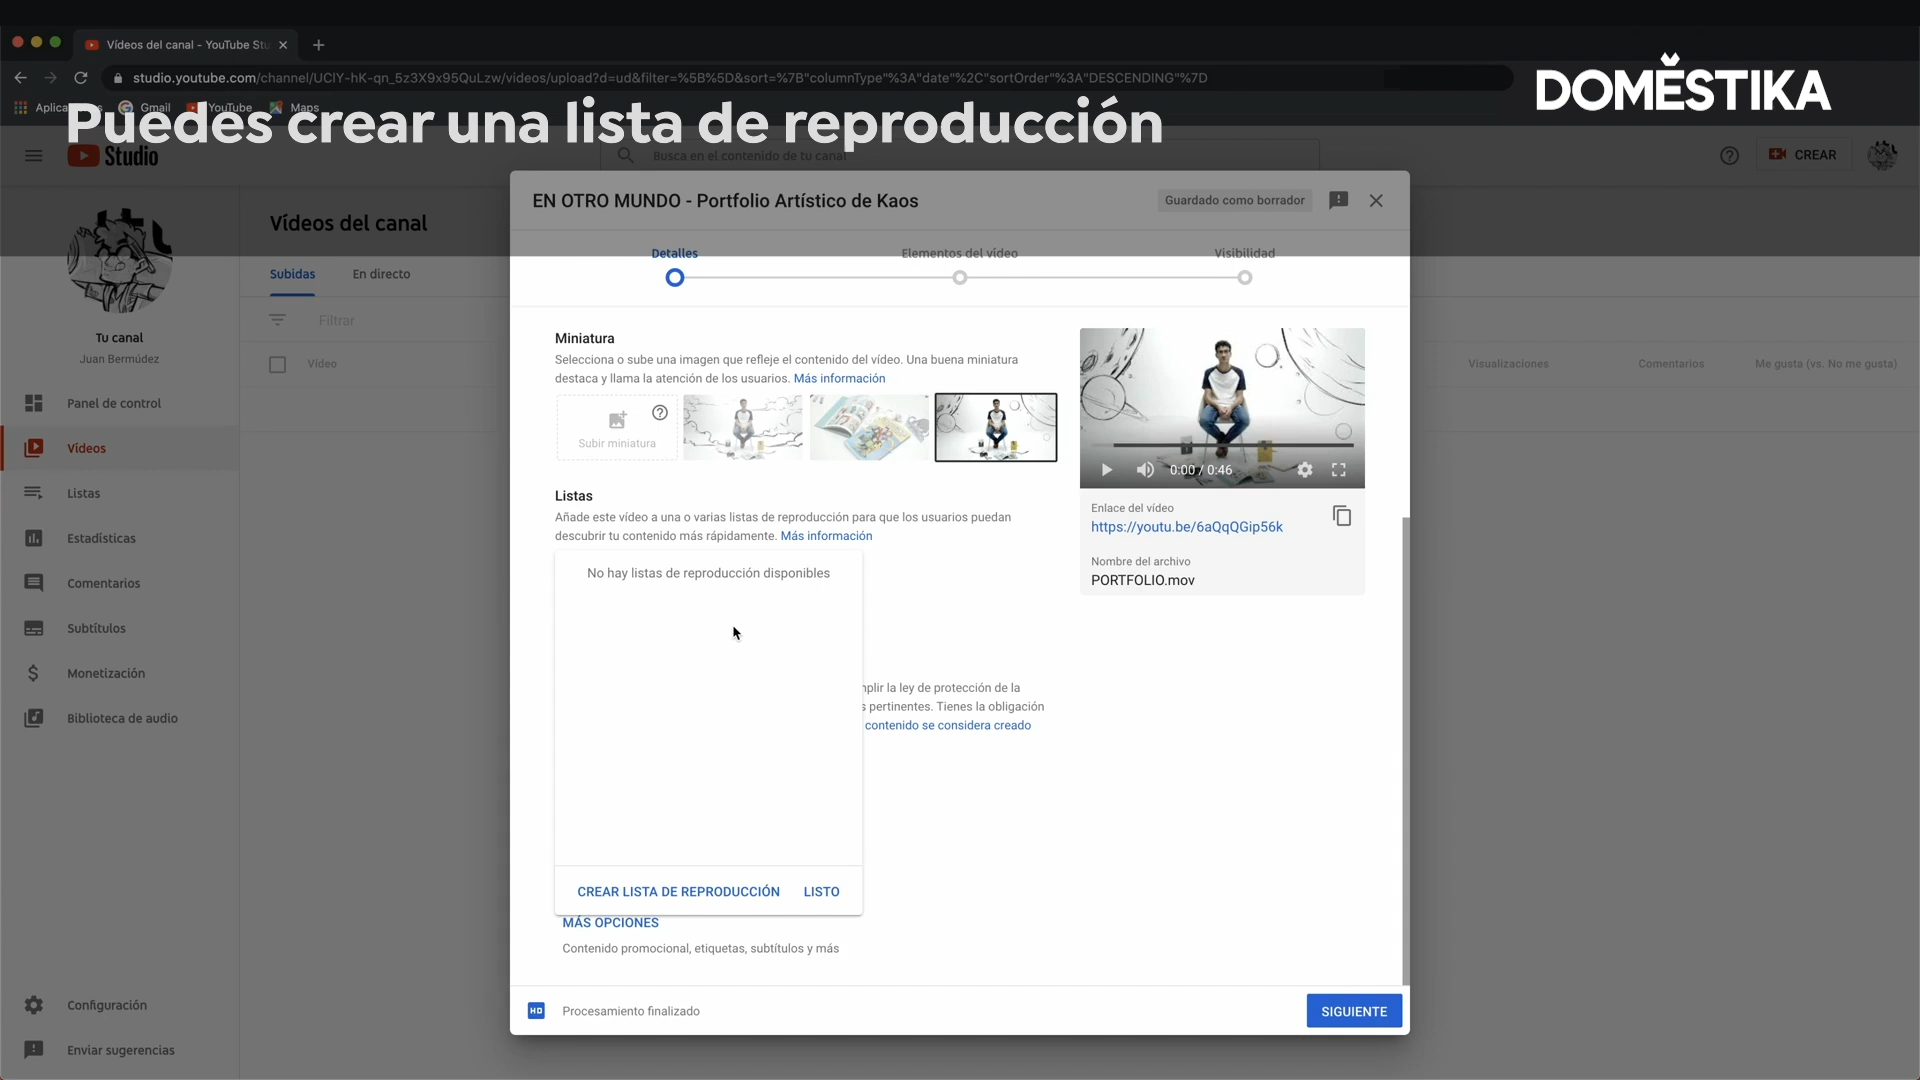 Vídeos del canal - YouTube Stu
studio.youtube.com/channel/UClY-hK-qn_5z3X9x95QuLzw/videos/upload?d=ud&filter=%5B%5D&sort=%7B"columnType"%3A"date"%2C"sortOrder"%3A"DESCENDING"%7D
Gmail YouTube Maps
DOMESTIKA
Puedes crear una lista de reproducción
Studio
Busca en el contenido de tu canal
CREAR
EN OTRO MUNDO - Portfolio Artístico de Kaos
Guardado como borrador
Vídeos del canal
Detalles
Elementos del vídeo
Visibilidad
Subidas
En directo
Filtrar
Tu canal
Juan Bermúdez
Vídeo
Visualizaciones
Comentarios
Me gusta (vs. No me gusta)
Miniatura
Selecciona o sube una imagen que refleje el contenido del vídeo. Una buena miniatura
destaca y llama la atención de los usuarios. Más información
Subir miniatura
0:00 / 0:46
Panel de control
Vídeos
Listas
Estadísticas
Comentarios
Subtítulos
Monetización
Biblioteca de audio
Configuración
Enviar sugerencias
Listas
Añade este vídeo a una o varias listas de reproducción para que los usuarios puedan
descubrir tu contenido más rápidamente. Más información
No hay listas de reproducción disponibles
Enlace del vídeo
https://youtu.be/6aQqQGip56k
Nombre del archivo
PORTFOLIO.mov
nplir la ley de protección de la
s pertinentes. Tienes la obligación
contenido se considera creado
CREAR LISTA DE REPRODUCCIÓN
LISTO
MÁS OPCIONES
Contenido promocional, etiquetas, subtítulos y más
HD
Procesamiento finalizado
SIGUIENTE